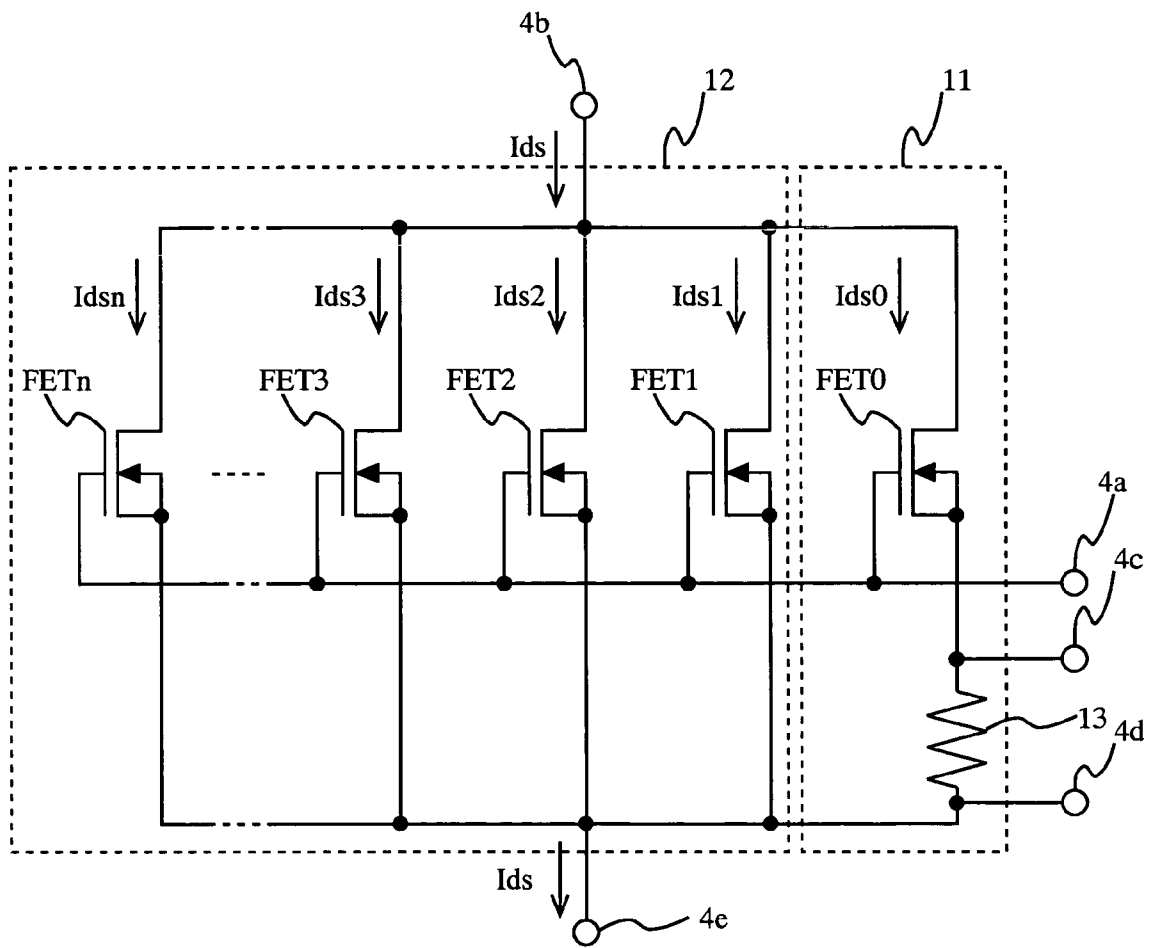 4b
12
11
Ids
Idsn
Ids3
Ids2
Ids1
Ids0
FETn
FET3
FET2
FET1
FET0
4a
4c
13
4d
Ids
4e